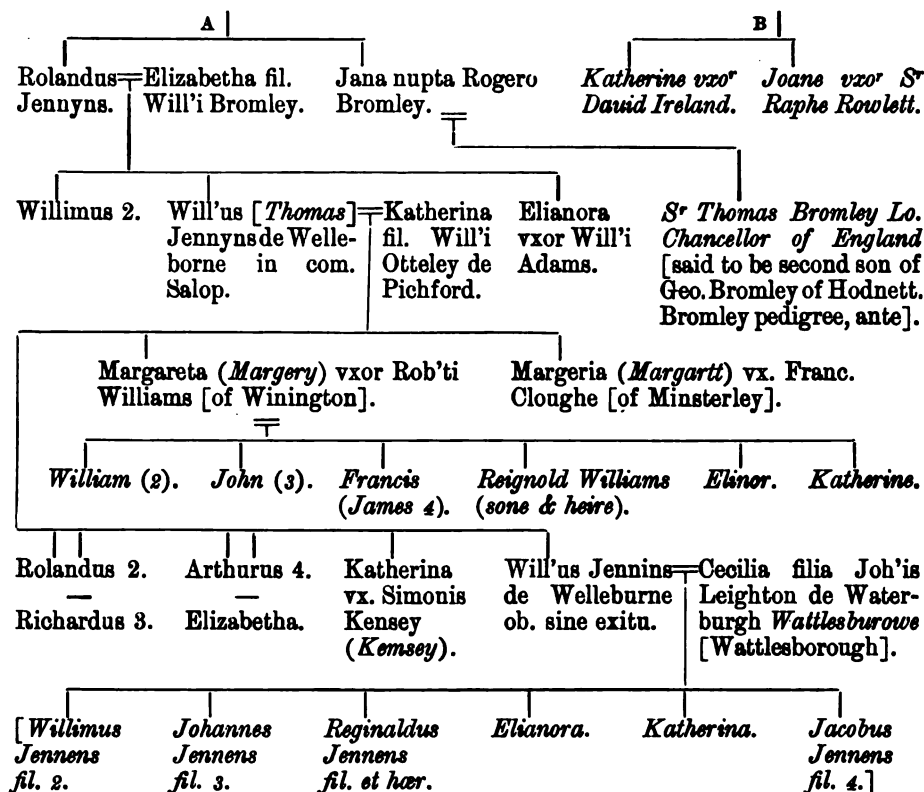 A
B
Rolandus
Jennyns.
Elizabetha fil.
Will'i Bromley.
Jana nupta Rogero
Bromley.
Katherine vxoʳ
Dauid Ireland.
Joane vxoʳ Sʳ
Raphe Rowlett.
Willimus 2.
Will'us [Thomas]
Jennyns de Welle-
borne in com.
Salop.
Katherina
fil. Will'i
Otteley de
Pichford.
Elianora
vxor Will'i
Adams.
Sʳ Thomas Bromley Lo.
Chancellor of England
[said to be second son of
Geo. Bromley of Hodnett.
Bromley pedigree, ante].
Margareta (Margery) vxor Rob'ti
Williams [of Winington].
Margeria (Margartt) vx. Franc.
Cloughe [of Minsterley].
William (2).
John (3).
Francis
(James 4).
Reignold Williams
(sone & heire).
Elinor.
Katherine.
Rolandus 2.
—
Richardus 3.
Arthurus 4.
—
Elizabetha.
Katherina
vx. Simonis
Kensey
(Kemsey).
Will'us Jennins
de Welleburne
ob. sine exitu.
Cecilia filia Joh'is
Leighton de Water-
burgh Wattlesburowe
[Wattlesborough].
[Willimus
Jennens
fil. 2.
Johannes
Jennens
fil. 3.
Reginaldus
Jennens
fil. et hær.
Elianora.
Katherina.
Jacobus
Jennens
fil. 4.]